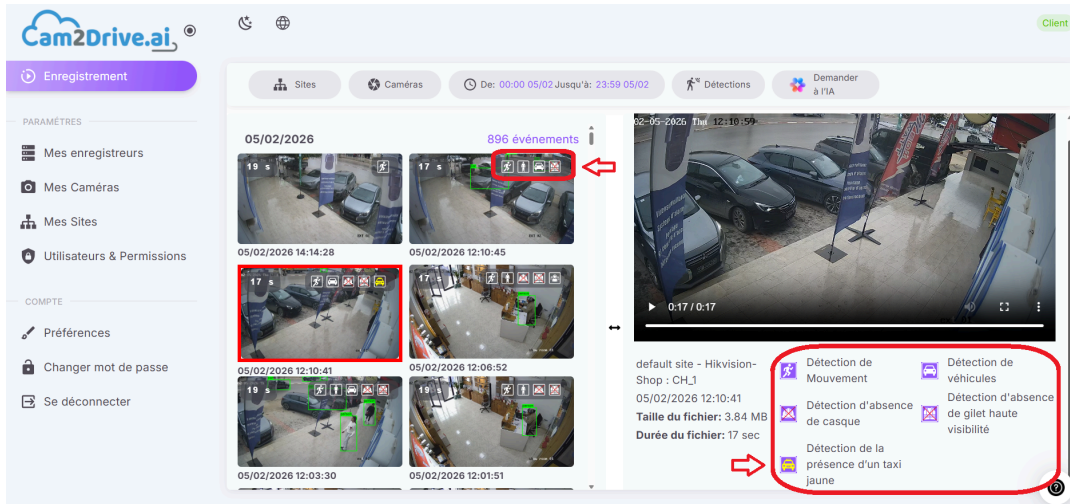 Cam2Drive.ai
Client
Enregistrement
Sites
Caméras
De: 00:00 05/02 Jusqu'à: 23:59 05/02
Détections
Demander
à l'IA
PARAMÉTRES
Mes enregistreurs
Mes Caméras
Mes Sites
Utilisateurs & Permissions
COMPTE
Préférences
Changer mot de passe
Se déconnecter
05/02/2026
896 événements
19 s
05/02/2026 14:14:28
17 s
05/02/2026 12:10:45
17 s
05/02/2026 12:10:41
17 s
05/02/2026 12:06:52
19 s
05/02/2026 12:03:30
19 s
05/02/2026 12:01:51
02-05-2026 Thu 12:10:59
0:17 / 0:17
default site - Hikvision-
Shop : CH_1
05/02/2026 12:10:41
Taille du fichier: 3.84 MB
Durée du fichier: 17 sec
Détection de
Mouvement
Détection de
véhicules
Détection d'absence
de casque
Détection d'absence
de gilet haute
visibilité
Détection de la
présence d'un taxi
jaune